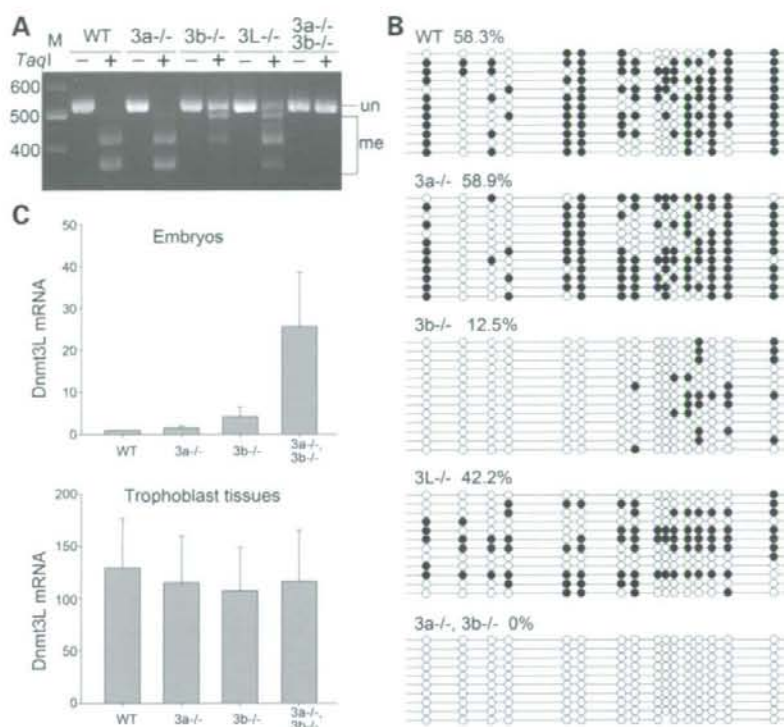 A
M WT 3a-/- 3b-/- 3L-/- 3a-/- 3b-/-
TaqI − + − + − + − + − +
600
500
400
un
me
B
WT 58.3%
3a-/- 58.9%
3b-/- 12.5%
3L-/- 42.2%
3a-/-, 3b-/- 0%
C
Embryos
Dnmt3L mRNA
50
40
30
20
10
0
WT 3a-/- 3b-/- 3a-/-, 3b-/-
Trophoblast tissues
Dnmt3L mRNA
200
150
100
50
0
WT 3a-/- 3b-/- 3a-/-, 3b-/-